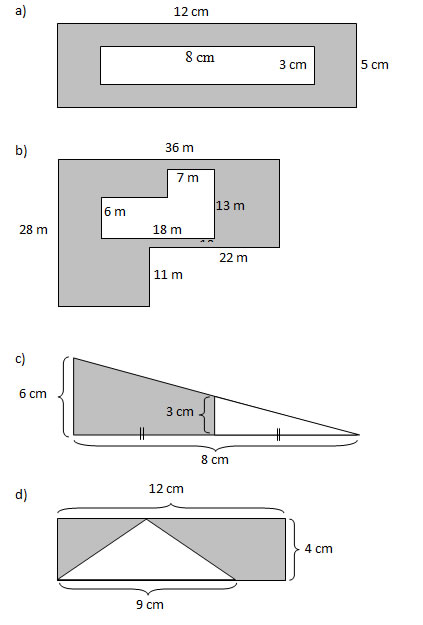 a)
12 cm
8 cm
3 cm
5 cm
b)
36 m
7 m
6 m
13 m
28 m
18 m
22 m
11 m
c)
6 cm
3 cm
8 cm
d)
12 cm
4 cm
9 cm